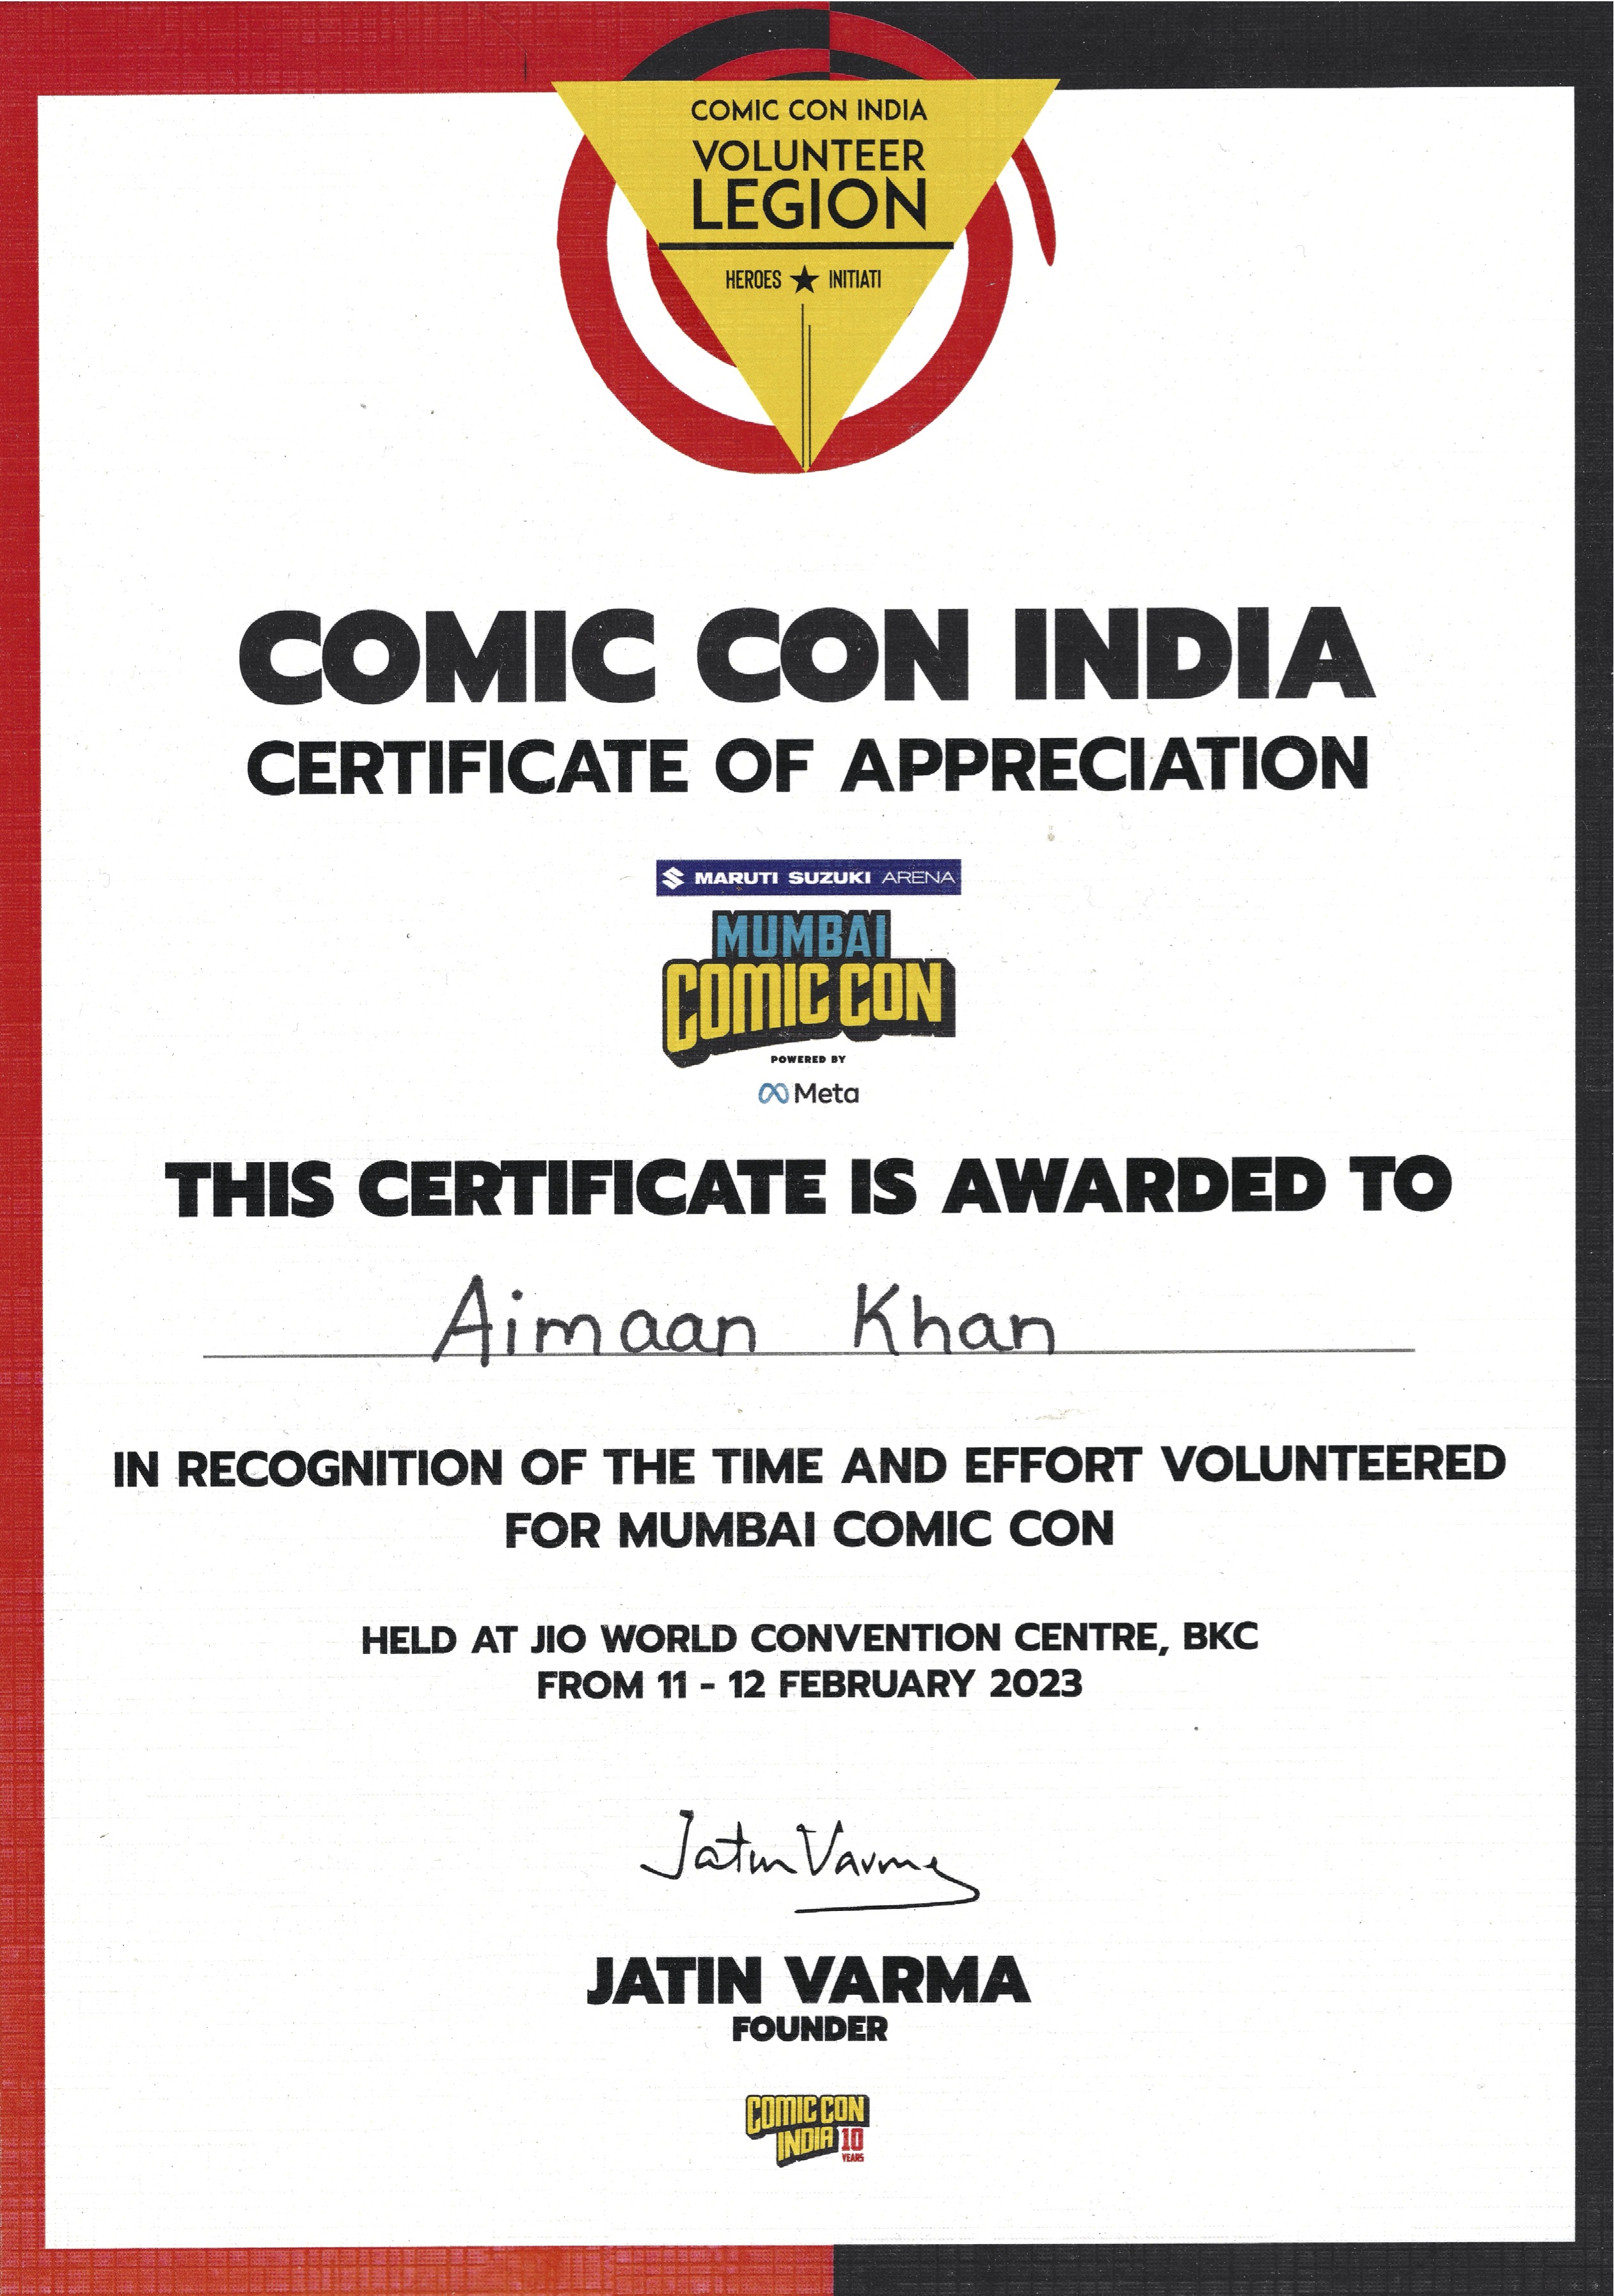 COMIC CON INDIA
VOLUNTEER
LEGION
HEROES ★ INITIATI
COMIC CON INDIA
CERTIFICATE OF APPRECIATION
MARUTI SUZUKI ARENA
MUMBAI
COMIC CON
POWERED BY
Meta
THIS CERTIFICATE IS AWARDED TO
Aimaan Khan
IN RECOGNITION OF THE TIME AND EFFORT VOLUNTEERED
FOR MUMBAI COMIC CON
HELD AT JIO WORLD CONVENTION CENTRE, BKC
FROM 11 - 12 FEBRUARY 2023
Jatin Varma
JATIN VARMA
FOUNDER
COMIC CON
INDIA 10
YEARS